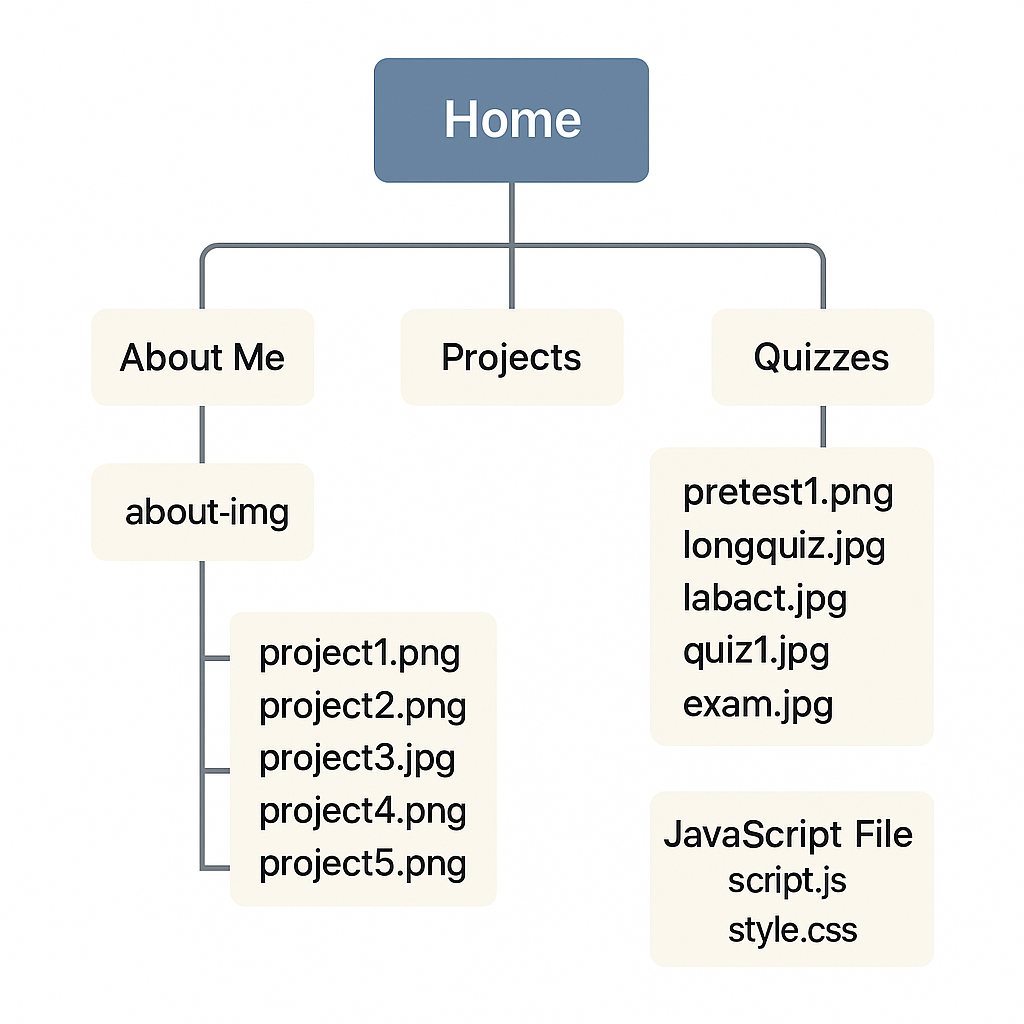 Home
About Me
Projects
Quizzes
about-img
project1.png
project2.png
project3.jpg
project4.png
project5.png
pretest1.png
longquiz.jpg
labact.jpg
quiz1.jpg
exam.jpg
JavaScript File
script.js
style.css